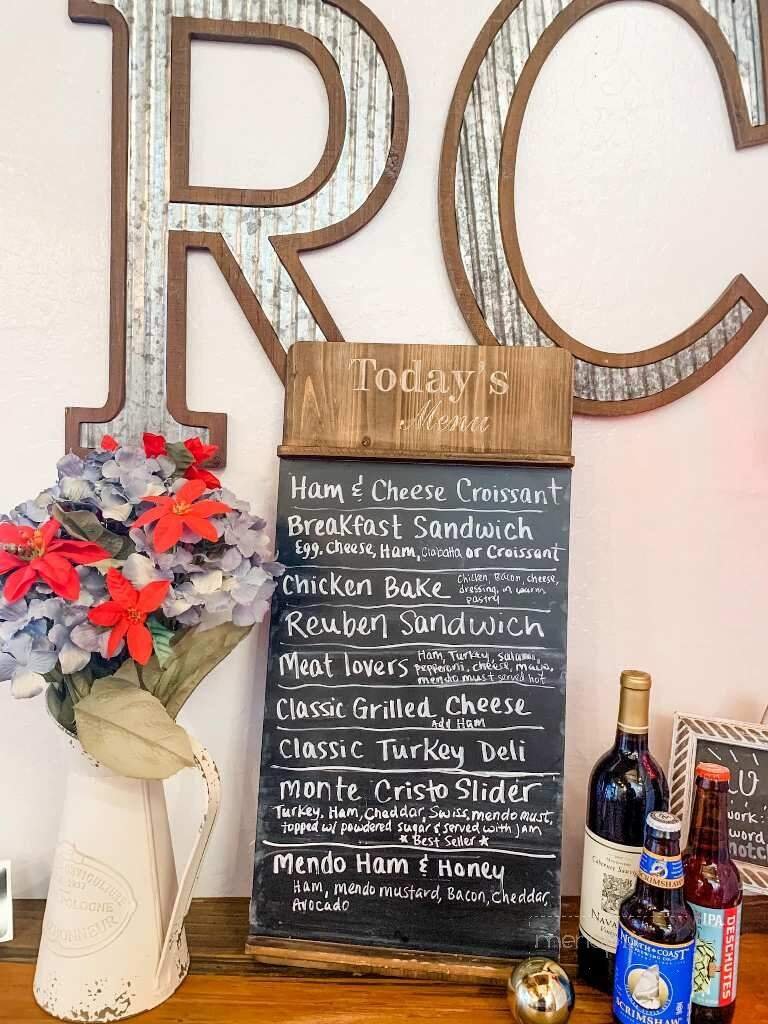 RC
Today's
Menu
Ham & Cheese Croissant
Breakfast Sandwich
Egg, Cheese, Ham, Ciabatta or Croissant
Chicken Bake
Chicken, Bacon, cheese,
dressing, in warm
pastry
Reuben Sandwich
Meat lovers
Ham, Turkey, Salami,
pepperoni, cheese, mayo,
mendo must served hot
Classic Grilled Cheese
Add Ham
Classic Turkey Deli
Monte Cristo Slider
Turkey, Ham, Cheddar, Swiss, mendo must,
topped w/ powdered sugar & served with jam
★ Best Seller ★
Mendo Ham & Honey
Ham, mendo mustard, Bacon, Cheddar,
Avocado
Cabernet
SCRIMSHAW
NORTH COAST
SCRIMSHAW
IPA
DESCHUTES
work:
word